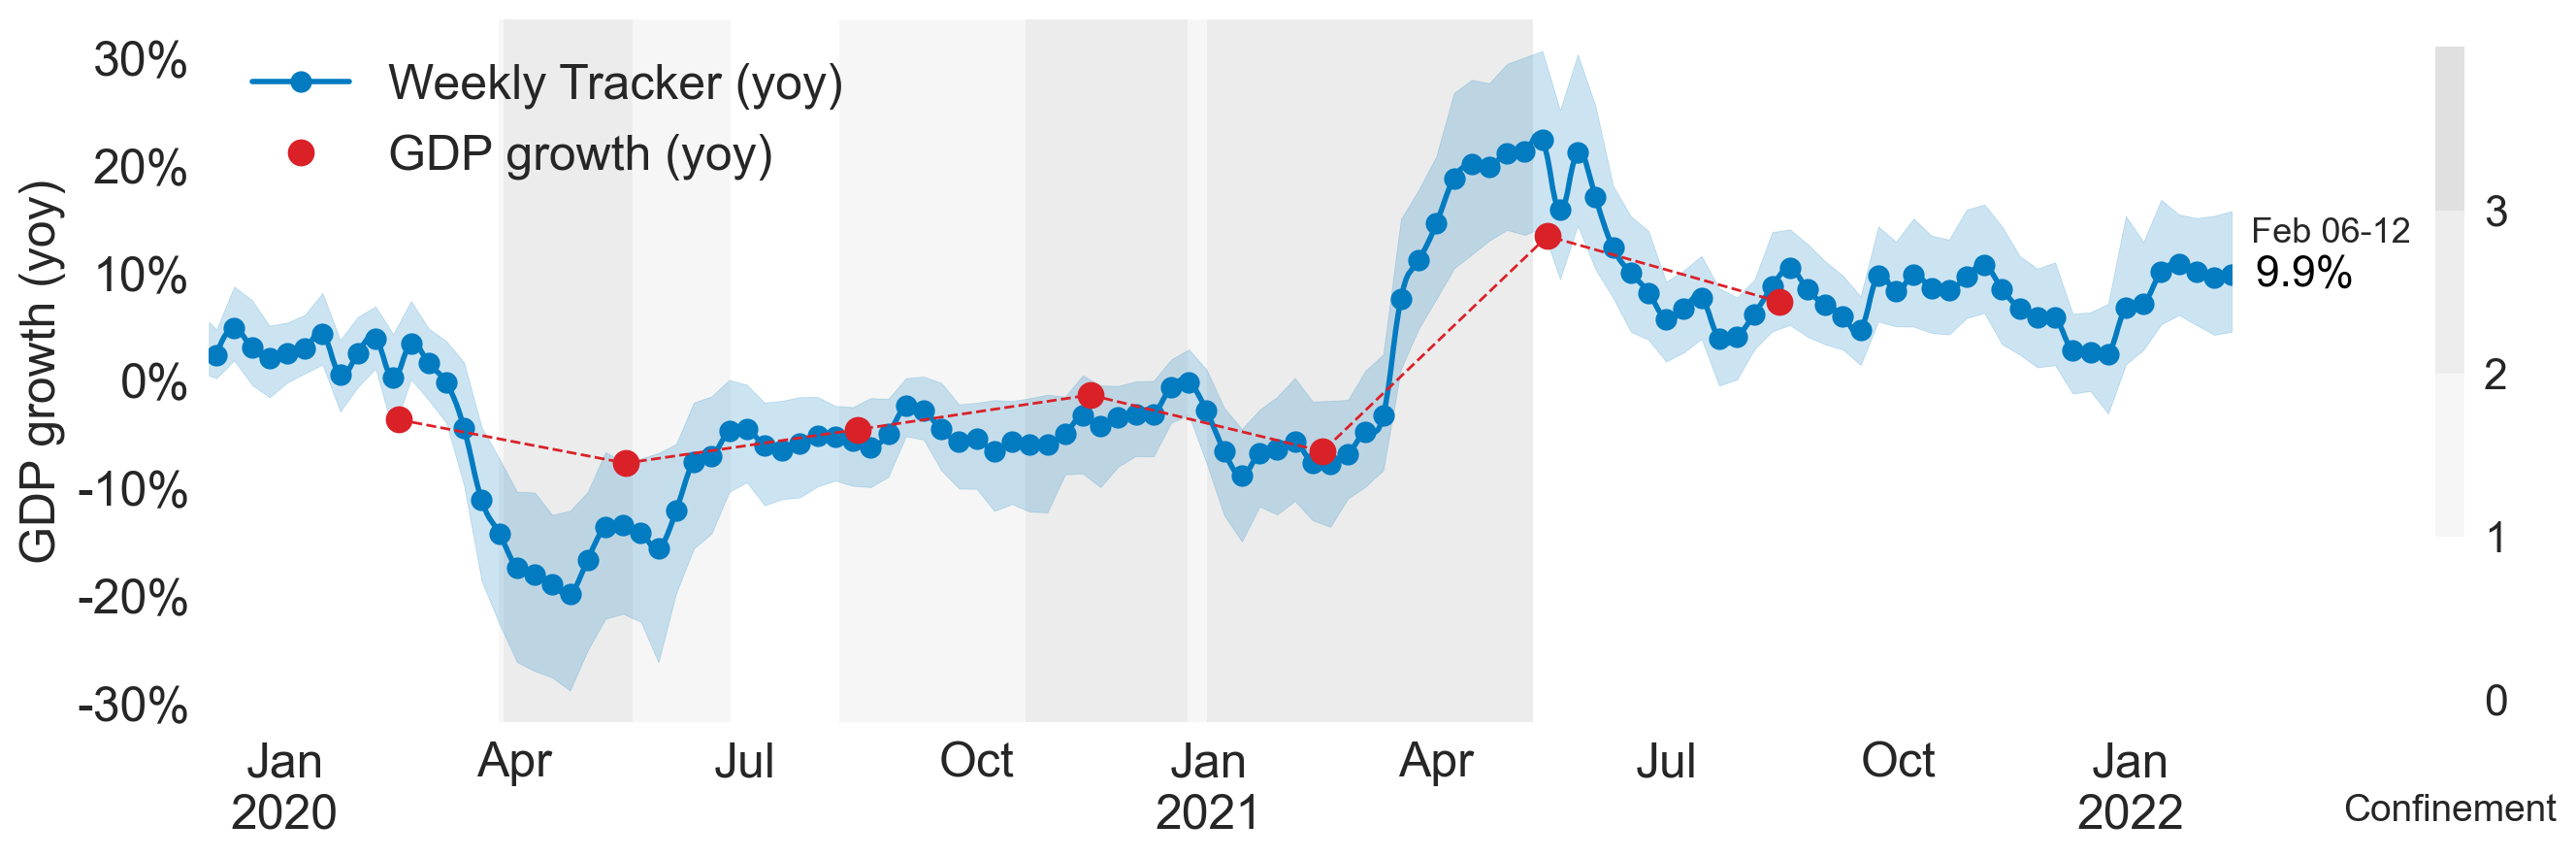 30%
20%
10%
0%
-10%
-20%
-30%
GDP growth (yoy)
Weekly Tracker (yoy)
GDP growth (yoy)
Feb 06-12
9.9%
3
2
1
0
Jan Apr Jul Oct Jan Apr Jul Oct Jan
2020 2021 2022
Confinement